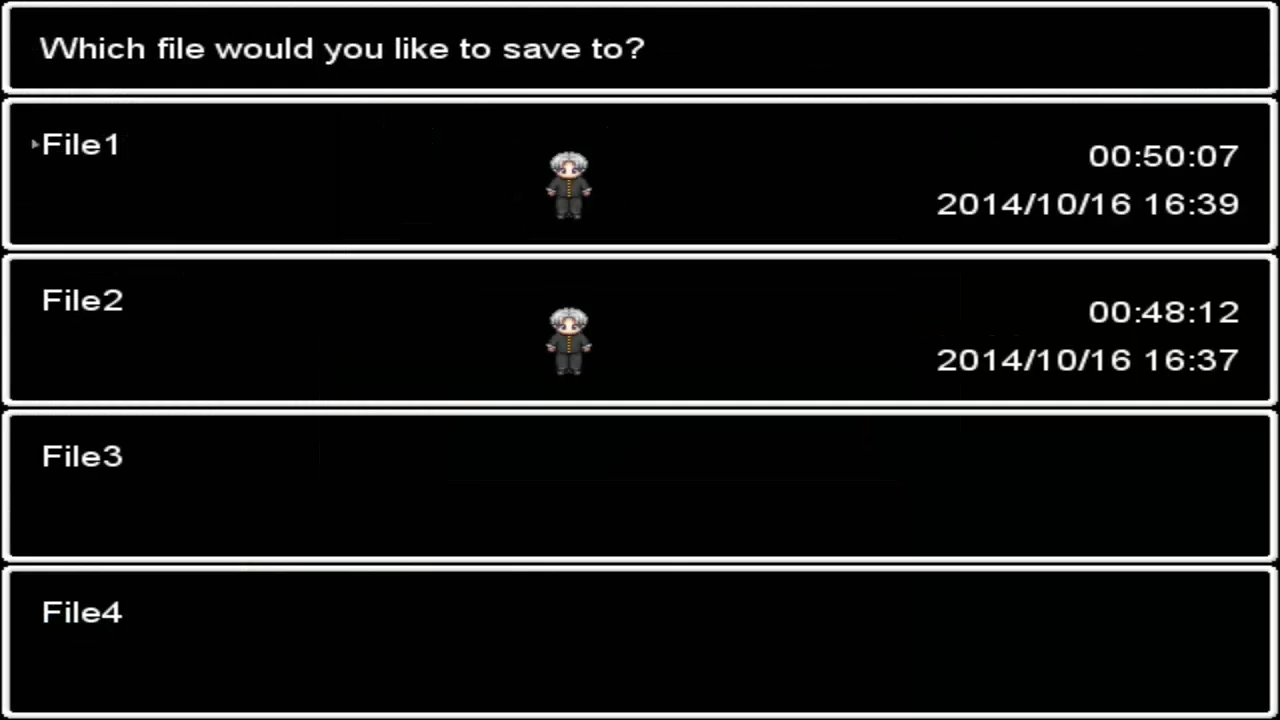 Which file would you like to save to?
File1
00:50:07
2014/10/16 16:39
File2
00:48:12
2014/10/16 16:37
File3
File4